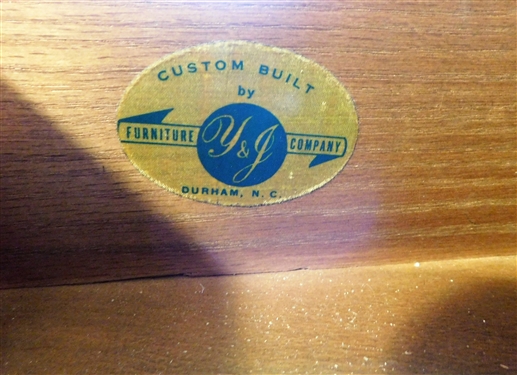 CUSTOM BUILT
by
FURNITURE Y&J COMPANY
DURHAM, N. C.